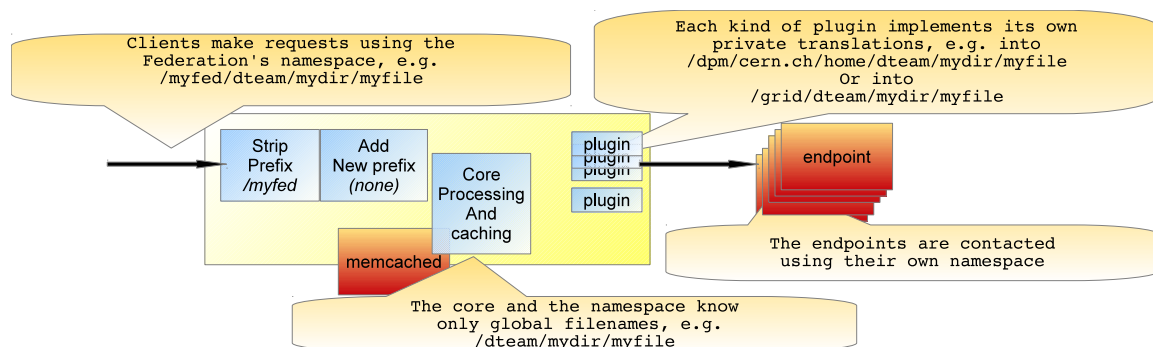 Clients make requests using the
Federation's namespace, e.g.
/myfed/dteam/mydir/myfile
Each kind of plugin implements its own
private translations, e.g. into
/dpm/cern.ch/home/dteam/mydir/myfile
Or into
/grid/dteam/mydir/myfile
Strip
Prefix
/myfed
Add
New prefix
(none)
Core
Processing
And
caching
plugin
plugin
plugin
plugin
endpoint
memcached
The endpoints are contacted
using their own namespace
The core and the namespace know
only global filenames, e.g.
/dteam/mydir/myfile